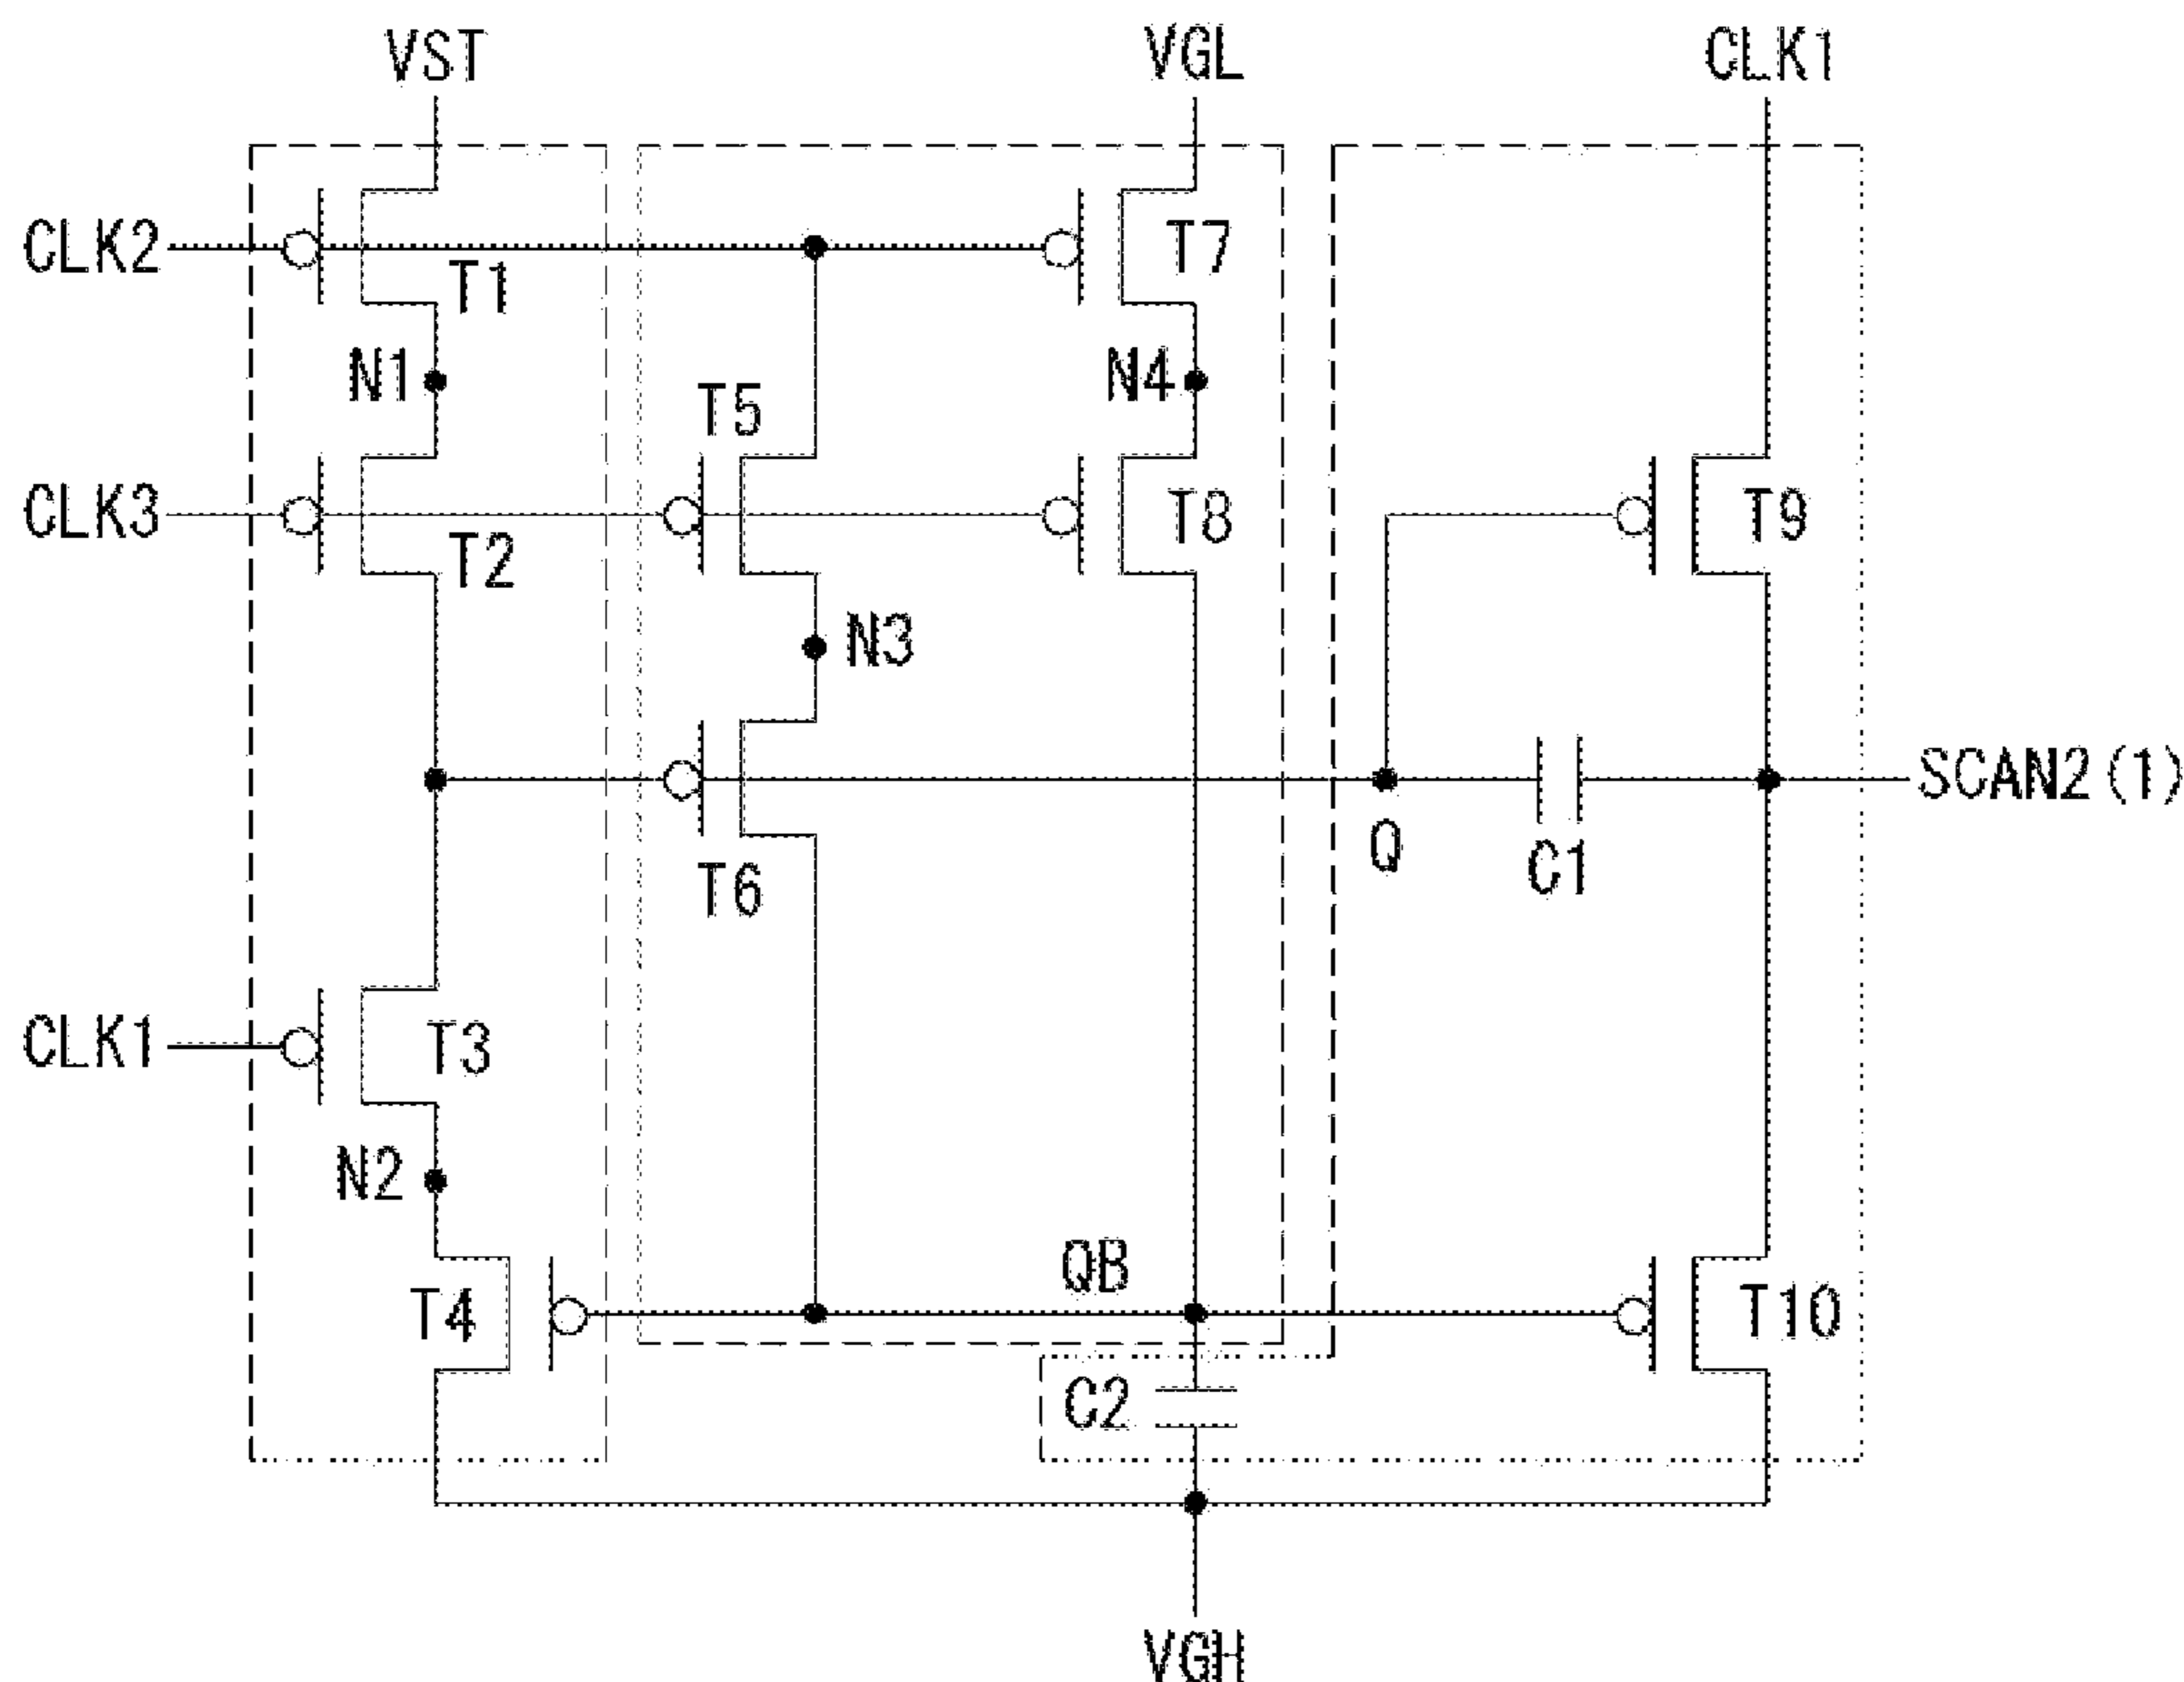 VST
VGL
CLK1
CLK2
T1
T7
N1
T5
N4
CLK3
T2
T8
T9
N3
SCAN2(1)
T6
Q
C1
CLK1
T3
N2
QB
T4
T10
C2
VGH